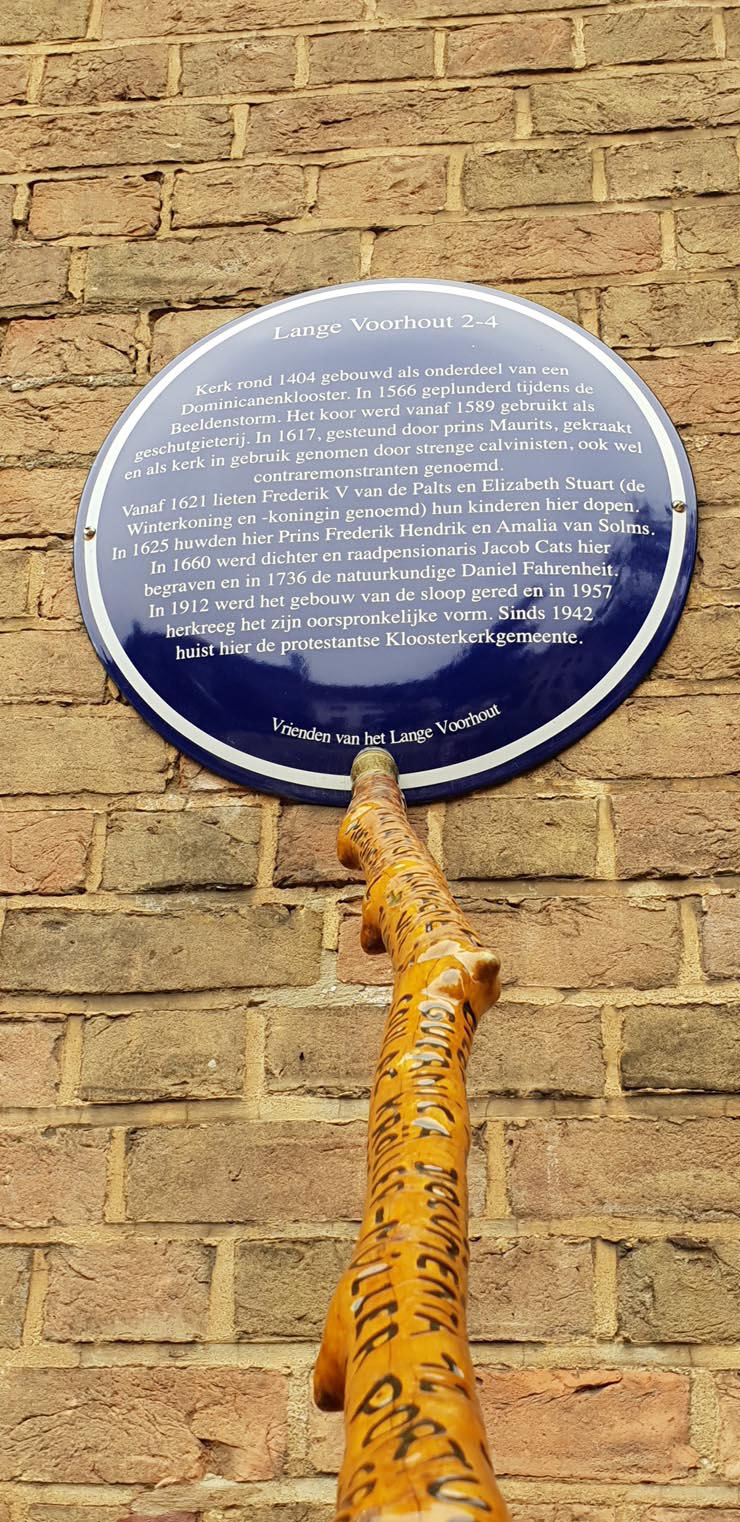 Lange Voorhout 2-4
Kerk rond 1404 gebouwd als onderdeel van een
Dominicanenklooster. In 1566 geplunderd tijdens de
Beeldenstorm. Het koor werd vanaf 1589 gebruikt als
geschutgieterij. In 1617, gesteund door prins Maurits, gekraakt
en als kerk in gebruik genomen door strenge calvinisten, ook wel
contraremonstranten genoemd.
Vanaf 1621 lieten Frederik V van de Palts en Elizabeth Stuart (de
Winterkoning en -koningin genoemd) hun kinderen hier dopen.
In 1625 huwden hier Prins Frederik Hendrik en Amalia van Solms.
In 1660 werd dichter en raadpensionaris Jacob Cats hier
begraven en in 1736 de natuurkundige Daniel Fahrenheit.
In 1912 werd het gebouw van de sloop gered en in 1957
herkreeg het zijn oorspronkelijke vorm. Sinds 1942
huist hier de protestantse Kloosterkerkgemeente.
Vrienden van het Lange Voorhout
GUERNICA DOCUMENTA 12
KRÖLLER-MÜLLER